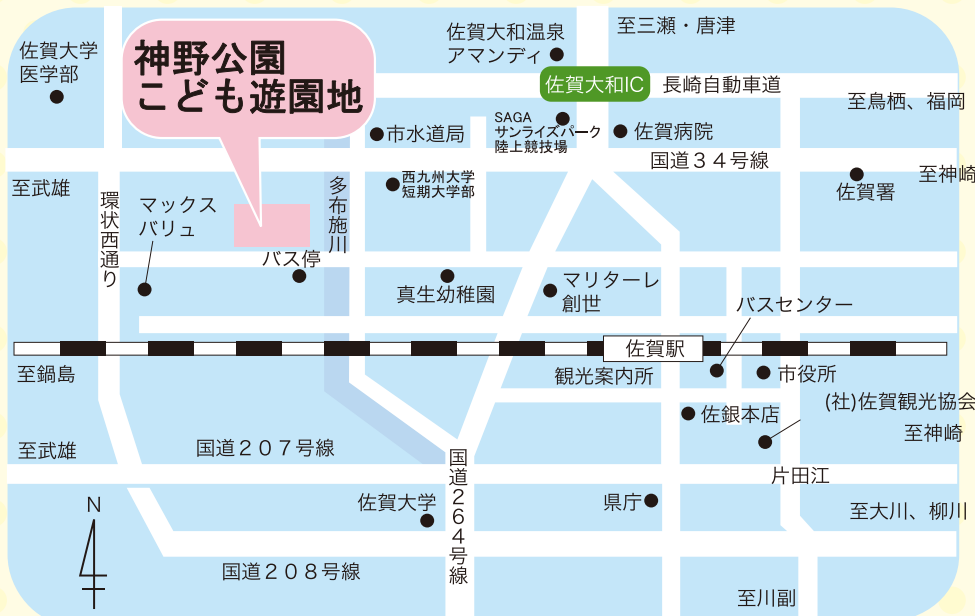 佐賀大学
医学部
神野公園
こども遊園地
佐賀大和温泉
アマンディ
至三瀬・唐津
佐賀大和IC
長崎自動車道
至鳥栖、福岡
市水道局
SAGA
サンライズパーク
陸上競技場
佐賀病院
国道３４号線
至武雄
西九州大学
短期大学部
佐賀署
至神崎
環状西通り
マックス
バリュ
多布施川
バス停
真生幼稚園
マリターレ
創世
バスセンター
佐賀駅
至鍋島
観光案内所
市役所
佐銀本店
(社)佐賀観光協会
至神崎
至武雄
国道２０７号線
国道２６４号線
片田江
N
佐賀大学
県庁
至大川、柳川
国道２０８号線
至川副